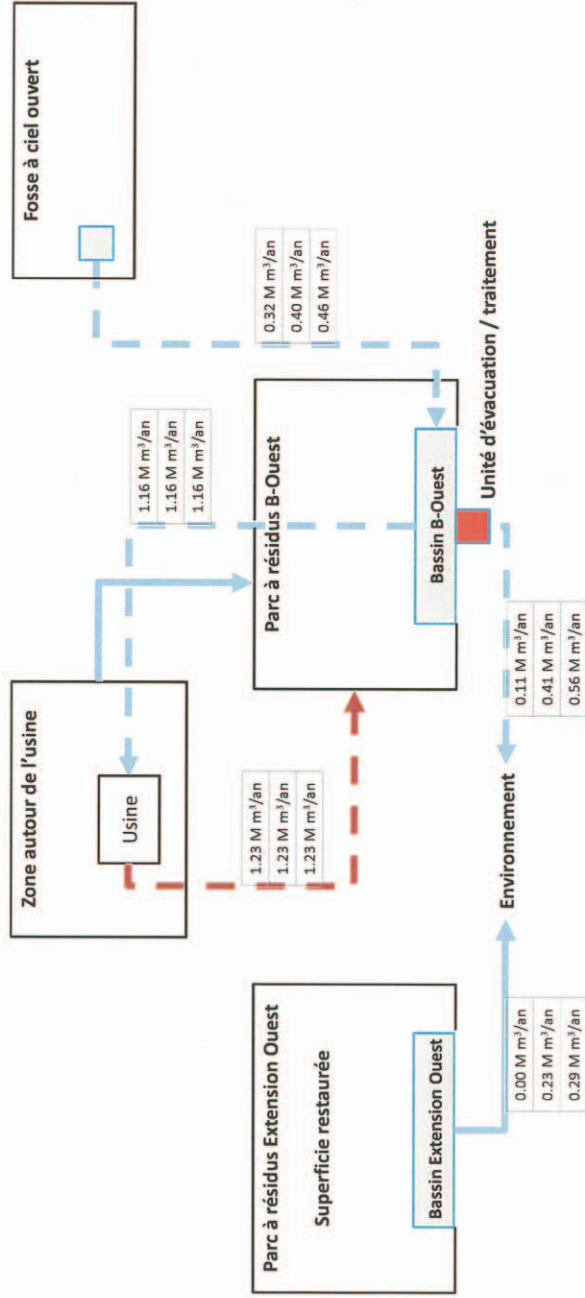 Fosse à ciel ouvert
Zone autour de l'usine
Usine
1.16 M m³/an
1.16 M m³/an
1.16 M m³/an
0.32 M m³/an
0.40 M m³/an
0.46 M m³/an
1.23 M m³/an
1.23 M m³/an
1.23 M m³/an
Parc à résidus Extension Ouest
Superficie restaurée
Bassin Extension Ouest
Parc à résidus B-Ouest
Bassin B-Ouest
Unité d'évacuation / traitement
Environnement
0.00 M m³/an
0.23 M m³/an
0.29 M m³/an
0.11 M m³/an
0.41 M m³/an
0.56 M m³/an